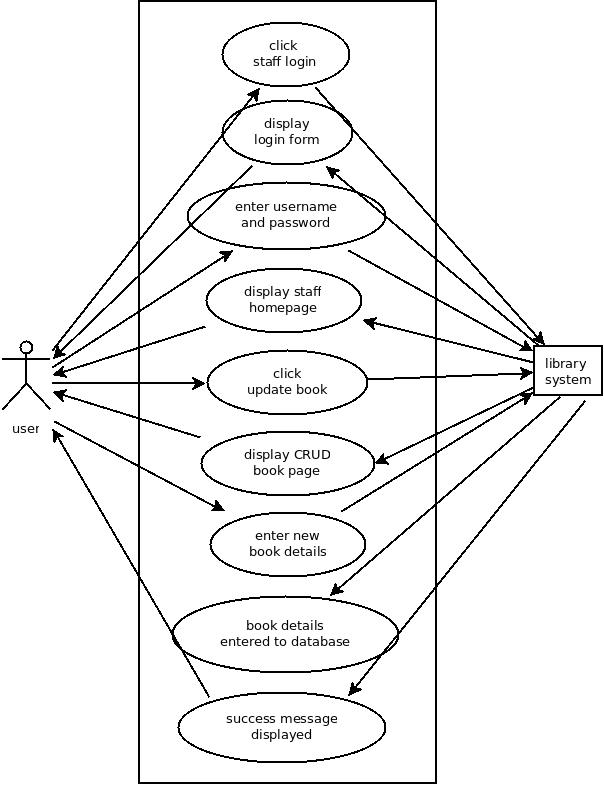 click
staff login
display
login form
enter username
and password
display staff
homepage
click
update book
library
system
user
display CRUD
book page
enter new
book details
book details
entered to database
success message
displayed